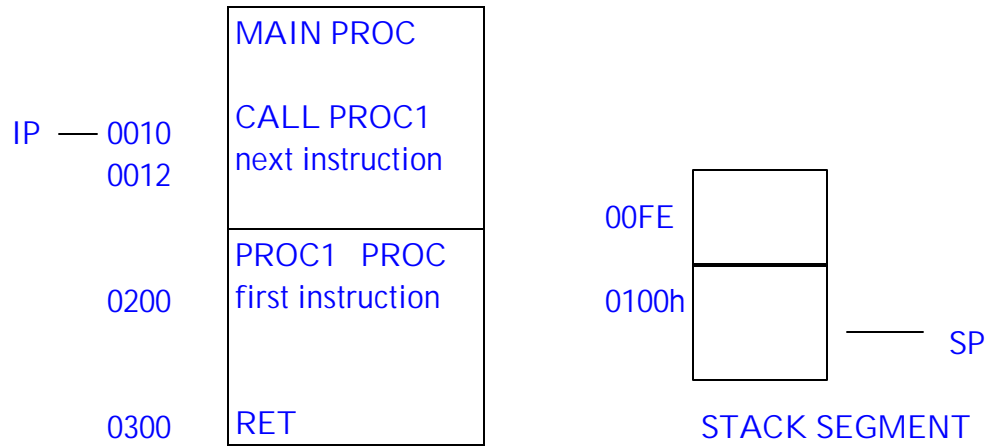 MAIN PROC
IP 0010 CALL PROC1
0012 next instruction
00FE
PROC1 PROC
0200 first instruction
0100h
SP
0300 RET
STACK SEGMENT